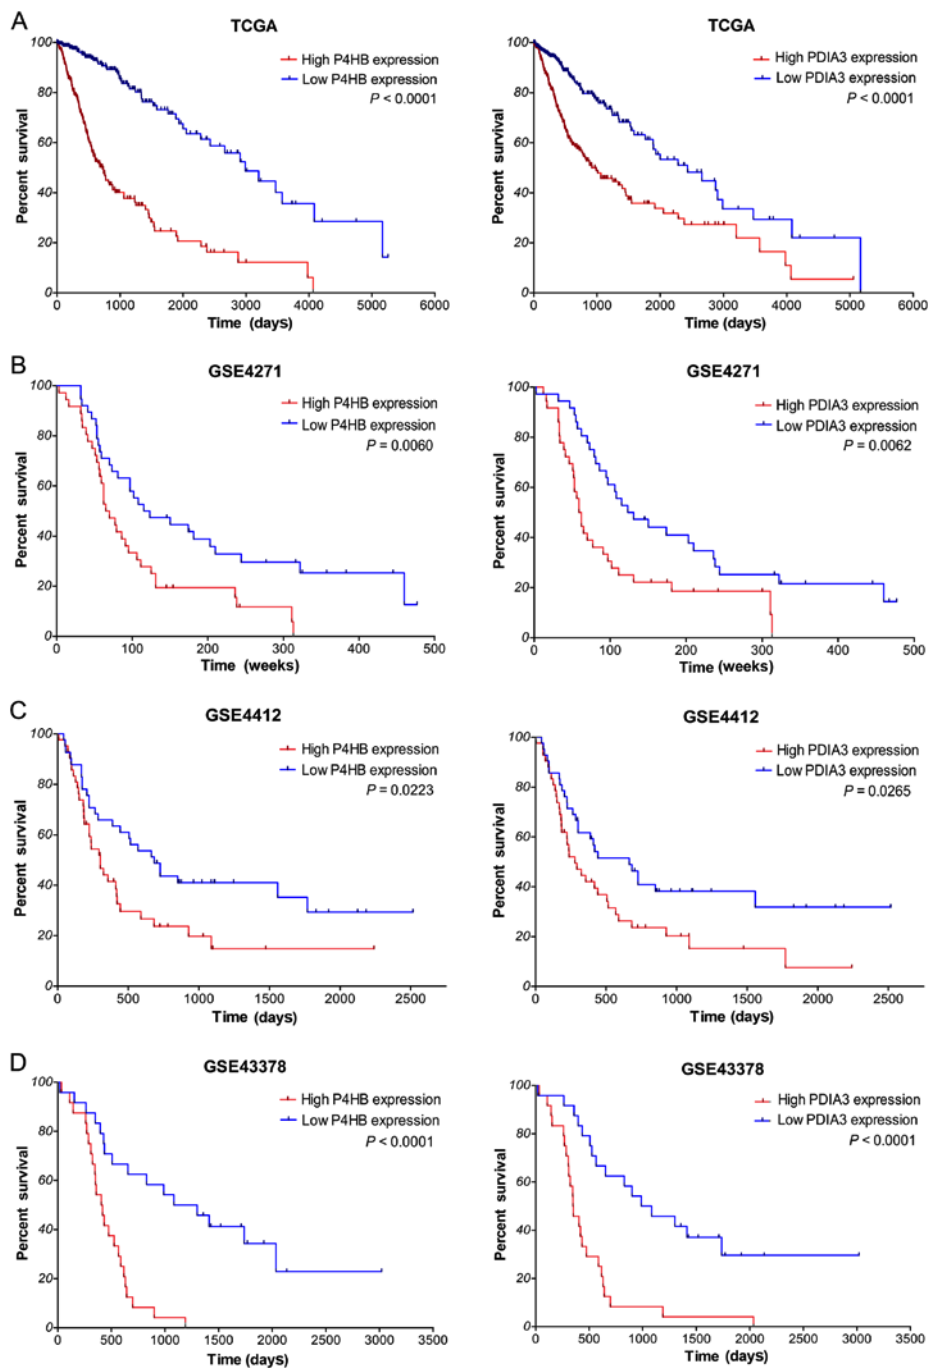 A
TCGA
High P4HB expression
Low P4HB expression
P < 0.0001
Percent survival
100
80
60
40
20
0
0 1000 2000 3000 4000 5000 6000
Time (days)
TCGA
High PDIA3 expression
Low PDIA3 expression
P < 0.0001
Percent survival
100
80
60
40
20
0
0 1000 2000 3000 4000 5000 6000
Time (days)
B
GSE4271
High P4HB expression
Low P4HB expression
P = 0.0060
Percent survival
100
80
60
40
20
0
0 100 200 300 400 500
Time (weeks)
GSE4271
High PDIA3 expression
Low PDIA3 expression
P = 0.0062
Percent survival
100
80
60
40
20
0
0 100 200 300 400 500
Time (weeks)
C
GSE4412
High P4HB expression
Low P4HB expression
P = 0.0223
Percent survival
100
80
60
40
20
0
0 500 1000 1500 2000 2500
Time (days)
GSE4412
High PDIA3 expression
Low PDIA3 expression
P = 0.0265
Percent survival
100
80
60
40
20
0
0 500 1000 1500 2000 2500
Time (days)
D
GSE43378
High P4HB expression
Low P4HB expression
P < 0.0001
Percent survival
100
80
60
40
20
0
0 500 1000 1500 2000 2500 3000 3500
Time (days)
GSE43378
High PDIA3 expression
Low PDIA3 expression
P < 0.0001
Percent survival
100
80
60
40
20
0
0 500 1000 1500 2000 2500 3000 3500
Time (days)